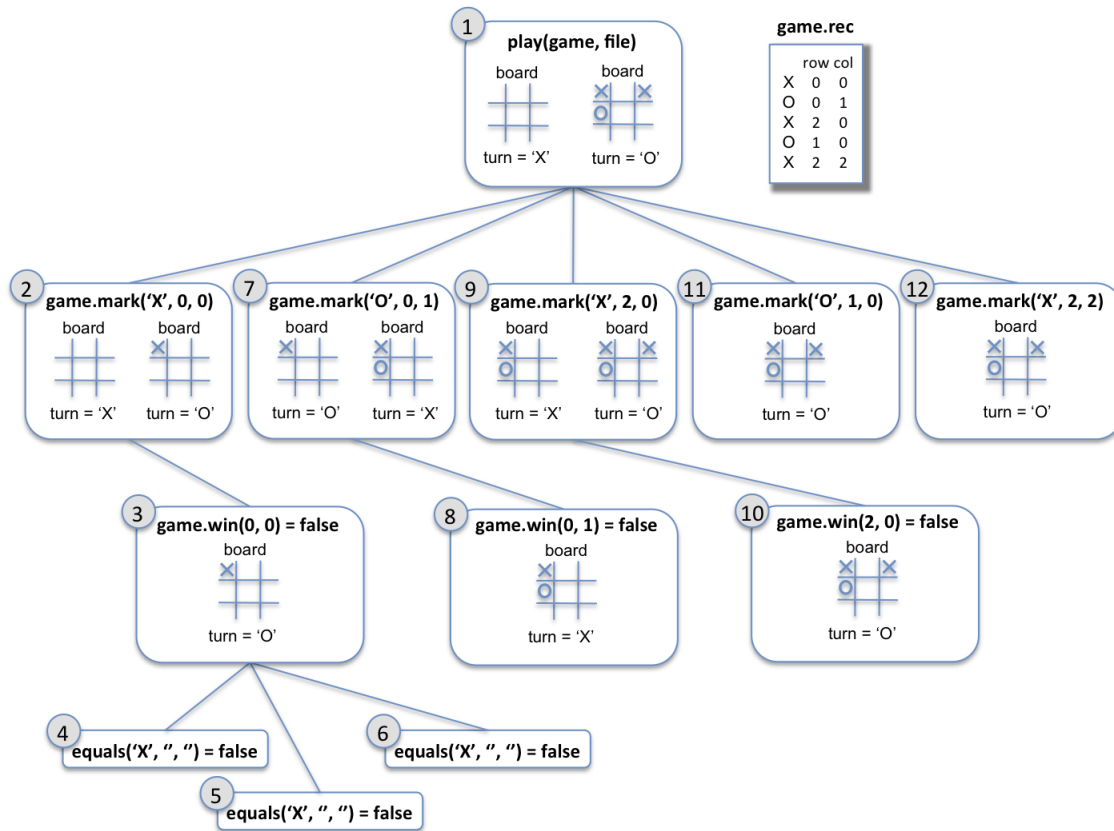 1
play(game, file)
board board
X X
O
turn = ‘X’ turn = ‘O’
game.rec
row col
X 0 0
O 0 1
X 2 0
O 1 0
X 2 2
2
game.mark(‘X’, 0, 0)
board board
X
turn = ‘X’ turn = ‘O’
7
game.mark(‘O’, 0, 1)
board board
X X
O
turn = ‘O’ turn = ‘X’
9
game.mark(‘X’, 2, 0)
board board
X X X
O O
turn = ‘X’ turn = ‘O’
11
game.mark(‘O’, 1, 0)
board
X X
O
turn = ‘O’
12
game.mark(‘X’, 2, 2)
board
X X
O
turn = ‘O’
3
game.win(0, 0) = false
board
X
turn = ‘O’
8
game.win(0, 1) = false
board
X
O
turn = ‘X’
10
game.win(2, 0) = false
board
X X
O
turn = ‘O’
4
equals(‘X’, ‘’, ‘’) = false
6
equals(‘X’, ‘’, ‘’) = false
5
equals(‘X’, ‘’, ‘’) = false